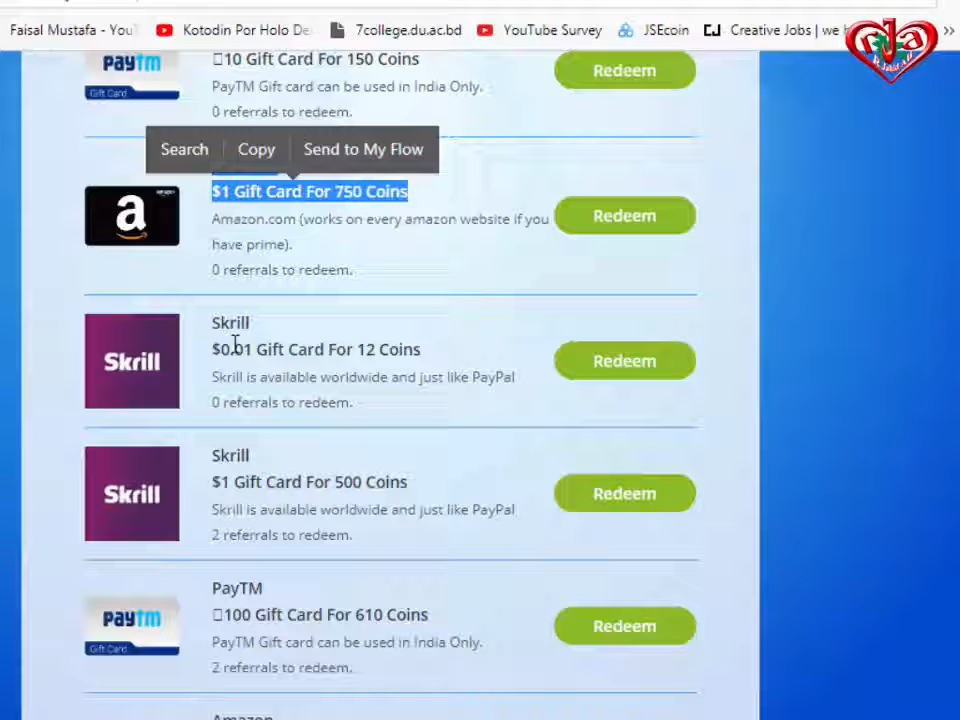 Faisal Mustafa - You
Kotodin Por Holo De
7college.du.ac.bd
YouTube Survey
JSEcoin
CJ
Creative Jobs | we h
rja
paytm
Gift Card
10 Gift Card For 150 Coins
PayTM Gift card can be used in India Only.
0 referrals to redeem.
Redeem
Search
Copy
Send to My Flow
amazon
a
$1 Gift Card For 750 Coins
Amazon.com (works on every amazon website if you
have prime).
0 referrals to redeem.
Redeem
Skrill
Skrill
$0.01 Gift Card For 12 Coins
Skrill is available worldwide and just like PayPal
0 referrals to redeem.
Redeem
Skrill
Skrill
$1 Gift Card For 500 Coins
Skrill is available worldwide and just like PayPal
2 referrals to redeem.
Redeem
paytm
Gift Card
PayTM
100 Gift Card For 610 Coins
PayTM Gift card can be used in India Only.
2 referrals to redeem.
Redeem
Amazon